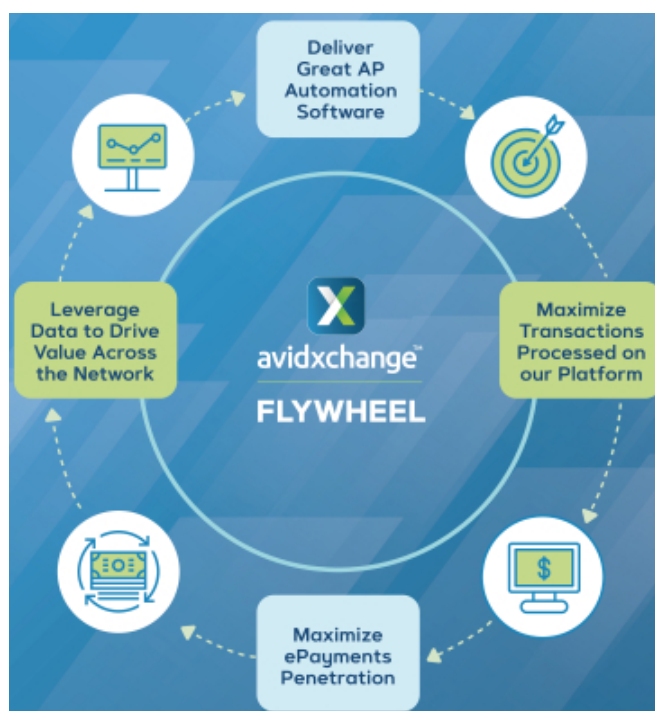 Deliver
Great AP
Automation
Software
Maximize
Transactions
Processed on
our Platform
$
Maximize
ePayments
Penetration
Leverage
Data to Drive
Value Across
the Network
X
avidxchange™
FLYWHEEL